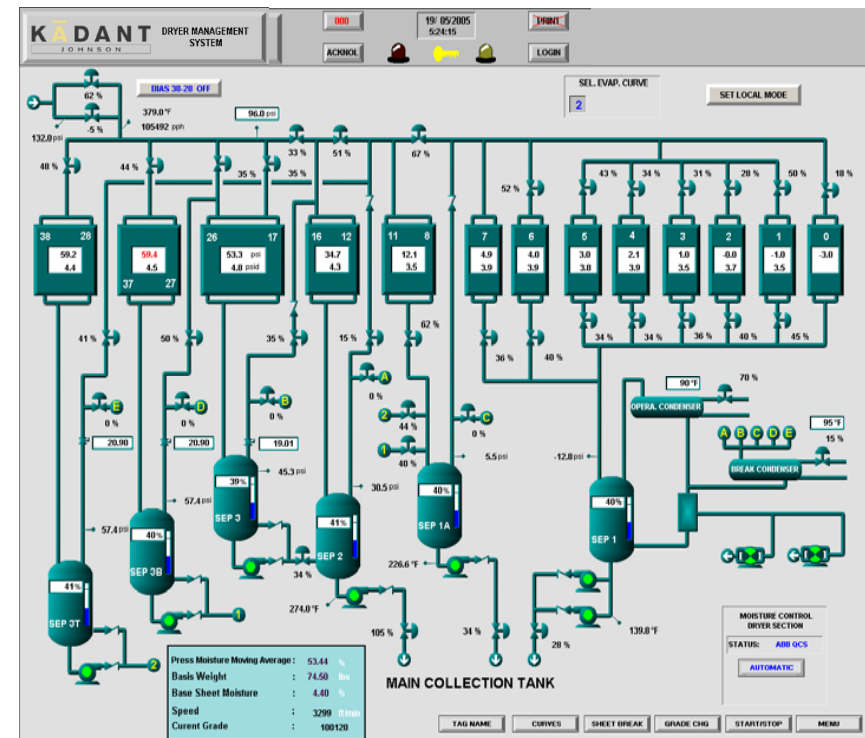 KADANT
JOHNSON
DRYER MANAGEMENT
SYSTEM
000
19/ 05/2005
5:24:15
PRINT
ACKNOL
LOGIN
62 %
BIAS 38-28 OFF
SEL. EVAP. CURVE
2
SET LOCAL MODE
-5 %
379.0 °F
105492 pph
96.0 psi
132.0 psi
33 %
51 %
67 %
48 %
44 %
35 %
35 %
52 %
43 %
34 %
31 %
28 %
50 %
18 %
38 28
59.2
4.4
59.4
4.5
37 27
26 17
53.3 psi
4.8 psid
16 12
34.7
4.3
11 8
12.1
3.5
7
4.9
3.9
6
4.0
3.9
5
3.0
3.8
4
2.1
3.9
3
1.0
3.5
2
-0.0
3.7
1
-1.0
3.5
0
-3.0
41 %
50 %
35 %
15 %
62 %
36 %
40 %
34 %
34 %
36 %
40 %
45 %
E
0 %
D
0 %
B
0 %
A
0 %
2
44 %
1
40 %
C
0 %
90 °F
70 %
OPERA. CONDENSER
A B C D E
95 °F
15 %
BREAK CONDENSER
20.90
20.90
19.01
45.3 psi
30.5 psi
5.5 psi
-12.8 psi
57.4 psi
57.4 psi
39%
SEP 3
41%
SEP 2
40%
SEP 1A
40%
SEP 1
40%
SEP 3B
41%
SEP 3T
34 %
226.6 °F
274.0 °F
139.8 °F
1
2
105 %
34 %
28 %
MAIN COLLECTION TANK
MOISTURE CONTROL
DRYER SECTION
STATUS: ABB QCS
AUTOMATIC
Press Moisture Moving Average : 53.44 %
Basis Weight : 74.50 lbs
Base Sheet Moisture : 4.40 %
Speed : 3299 ft/min
Curent Grade : 100120
TAG NAME
CURVES
SHEET BREAK
GRADE CHG
START/STOP
MENU